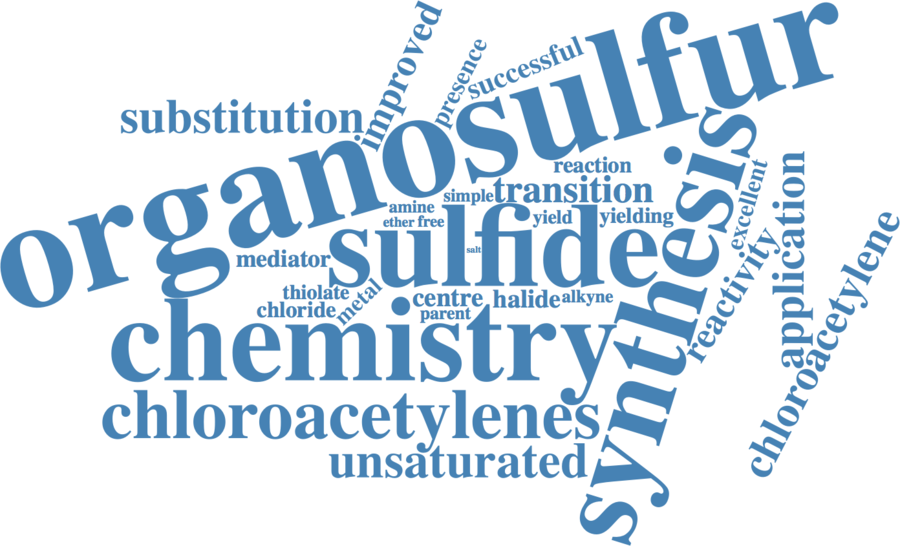 improved
presence
successful
substitution
organosulfur
reaction
simple
transition
amine
ether
free
yield
yielding
sulfide
salt
mediator
synthesis
excellent
application
thiolate
metal
centre
halide
alkyne
chloride
parent
reactivity
chemistry
chloroacetylene
chloroacetylenes
unsaturated